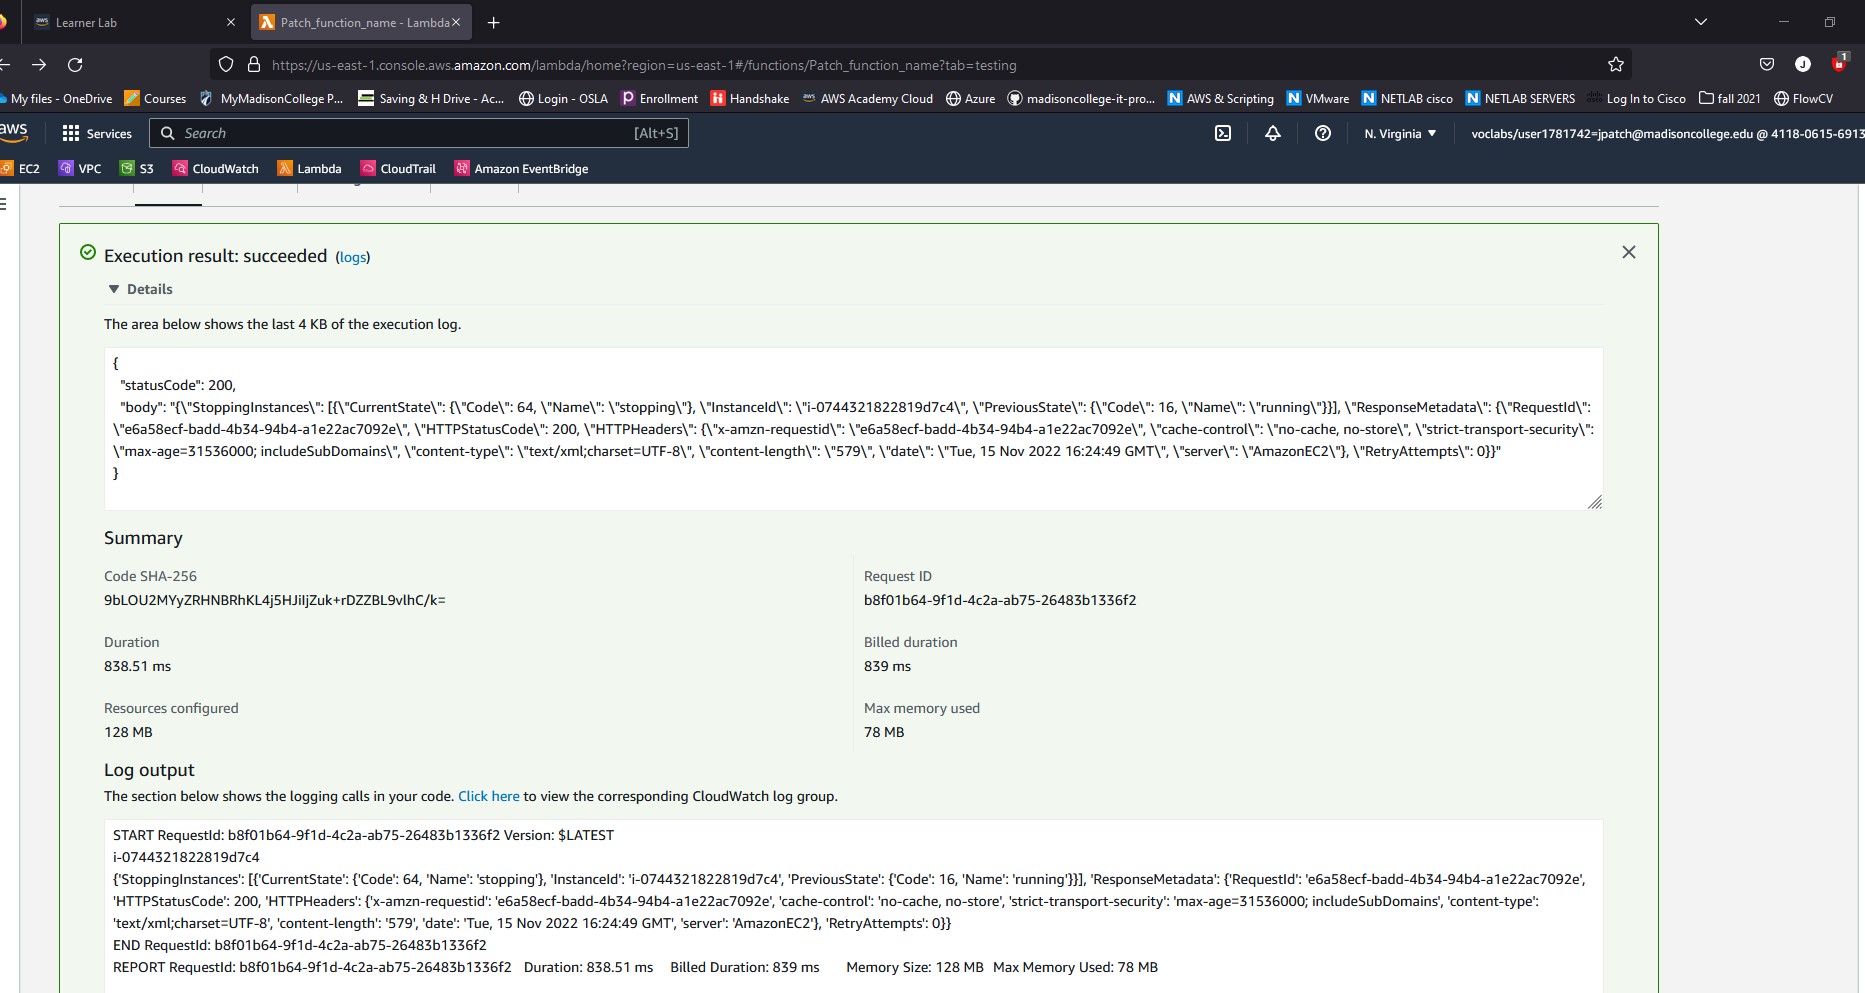 Learner Lab
Patch_function_name - Lambda
https://us-east-1.console.aws.amazon.com/lambda/home?region=us-east-1#/functions/Patch_function_name?tab=testing
1
My files - OneDrive Courses MyMadisonCollege P... Saving & H Drive - Ac... Login - OSLA Enrollment Handshake AWS Academy Cloud Azure madisoncollege-it-pro... AWS & Scripting VMware NETLAB cisco NETLAB SERVERS Log In to Cisco fall 2021 FlowCV
aws Services Search [Alt+S] N. Virginia voclabs/user1781742=jpatch@madisoncollege.edu @ 4118-0615-6913
EC2 VPC S3 CloudWatch Lambda CloudTrail Amazon EventBridge
Execution result: succeeded (logs)
Details
The area below shows the last 4 KB of the execution log.
{
"statusCode": 200,
"body": "{\"StoppingInstances\": [{\"CurrentState\": {\"Code\": 64, \"Name\": \"stopping\"}, \"InstanceId\": \"i-0744321822819d7c4\", \"PreviousState\": {\"Code\": 16, \"Name\": \"running\"}}], \"ResponseMetadata\": {\"RequestId\":
\"e6a58ecf-badd-4b34-94b4-a1e22ac7092e\", \"HTTPStatusCode\": 200, \"HTTPHeaders\": {\"x-amzn-requestid\": \"e6a58ecf-badd-4b34-94b4-a1e22ac7092e\", \"cache-control\": \"no-cache, no-store\", \"strict-transport-security\":
\"max-age=31536000; includeSubDomains\", \"content-type\": \"text/xml;charset=UTF-8\", \"content-length\": \"579\", \"date\": \"Tue, 15 Nov 2022 16:24:49 GMT\", \"server\": \"AmazonEC2\"}, \"RetryAttempts\": 0}}"
}
Summary
Code SHA-256
9bLOU2MYyZRHNBRhKL4j5HJiljZuk+rDZZBL9vlhC/k=
Request ID
b8f01b64-9f1d-4c2a-ab75-26483b1336f2
Duration
838.51 ms
Billed duration
839 ms
Resources configured
128 MB
Max memory used
78 MB
Log output
The section below shows the logging calls in your code. Click here to view the corresponding CloudWatch log group.
START RequestId: b8f01b64-9f1d-4c2a-ab75-26483b1336f2 Version: $LATEST
i-0744321822819d7c4
{'StoppingInstances': [{'CurrentState': {'Code': 64, 'Name': 'stopping'}, 'InstanceId': 'i-0744321822819d7c4', 'PreviousState': {'Code': 16, 'Name': 'running'}}], 'ResponseMetadata': {'RequestId': 'e6a58ecf-badd-4b34-94b4-a1e22ac7092e',
'HTTPStatusCode': 200, 'HTTPHeaders': {'x-amzn-requestid': 'e6a58ecf-badd-4b34-94b4-a1e22ac7092e', 'cache-control': 'no-cache, no-store', 'strict-transport-security': 'max-age=31536000; includeSubDomains', 'content-type':
'text/xml;charset=UTF-8', 'content-length': '579', 'date': 'Tue, 15 Nov 2022 16:24:49 GMT', 'server': 'AmazonEC2'}, 'RetryAttempts': 0}}
END RequestId: b8f01b64-9f1d-4c2a-ab75-26483b1336f2
REPORT RequestId: b8f01b64-9f1d-4c2a-ab75-26483b1336f2 Duration: 838.51 ms Billed Duration: 839 ms Memory Size: 128 MB Max Memory Used: 78 MB